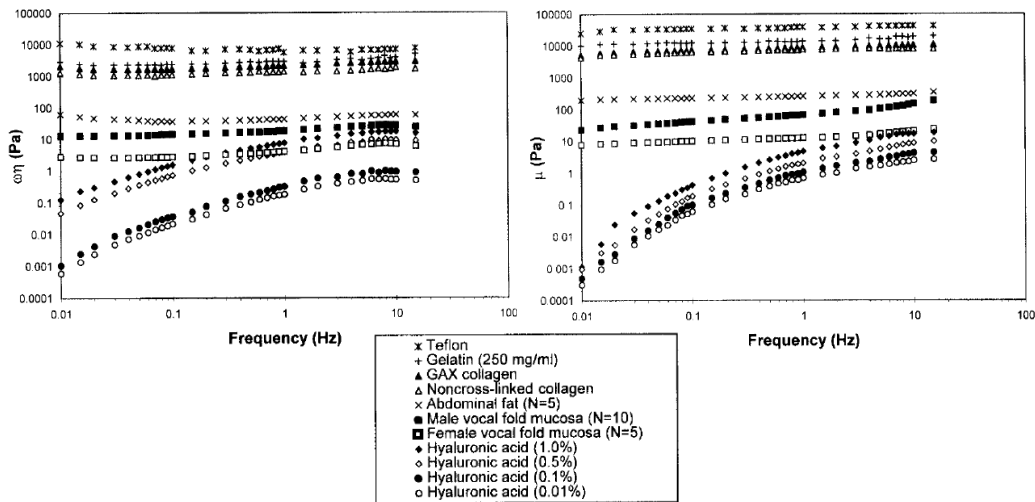 100000
10000
1000
100
10
1
0.1
0.01
0.001
0.0001
ωη (Pa)
0.01 0.1 1 10 100
Frequency (Hz)
100000
10000
1000
100
10
1
0.1
0.01
0.001
0.0001
μ (Pa)
0.01 0.1 1 10 100
Frequency (Hz)
Teflon
Gelatin (250 mg/ml)
GAX collagen
Noncross-linked collagen
Abdominal fat (N=5)
Male vocal fold mucosa (N=10)
Female vocal fold mucosa (N=5)
Hyaluronic acid (1.0%)
Hyaluronic acid (0.5%)
Hyaluronic acid (0.1%)
Hyaluronic acid (0.01%)